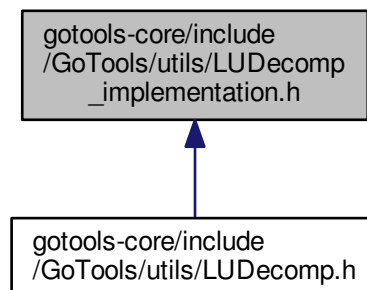 gotools-core/include
/GoTools/utils/LUDecomp
_implementation.h
gotools-core/include
/GoTools/utils/LUDecomp.h